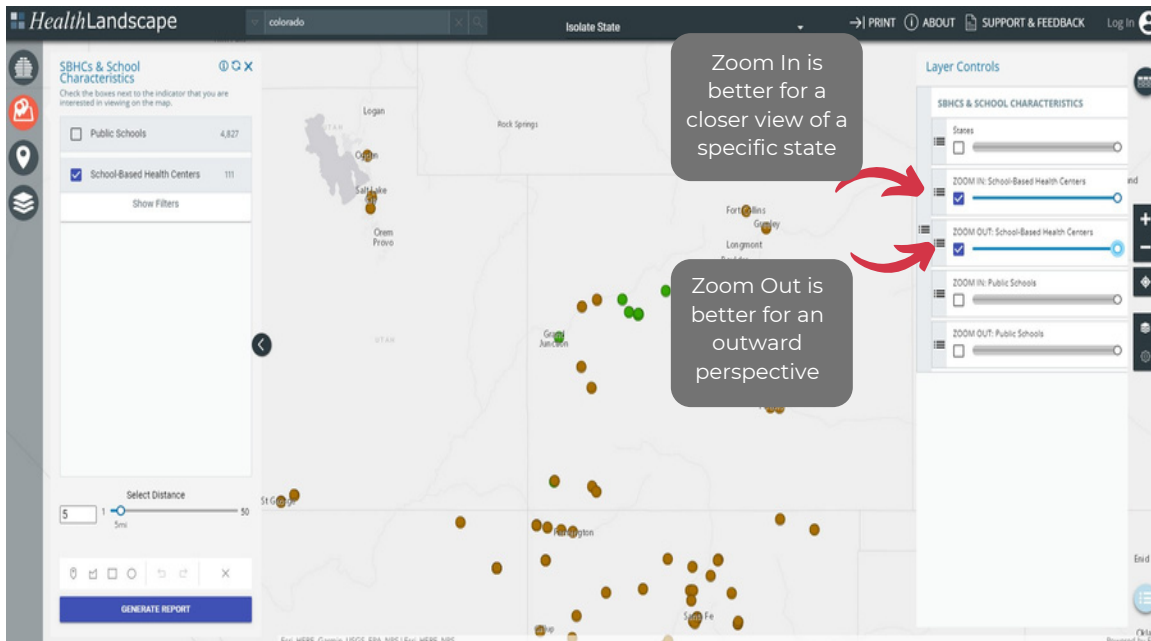 HealthLandscape
colorado
Isolate State
PRINT
ABOUT
SUPPORT & FEEDBACK
Log In
SBHCs & School
Characteristics
Check the boxes next to the indicator that you are
interested in viewing on the map.
Public Schools 4,827
School-Based Health Centers 111
Show Filters
Select Distance
5
1
50
5mi
GENERATE REPORT
Logan
Rock Springs
UTAH
Ogden
Salt Lake
Orem
Provo
UTAH
Fort Collins
Greeley
Longmont
Boulder
Grand
Junction
St George
Farmington
Santa Fe
Gallup
Enid
Zoom In is
better for a
closer view of a
specific state
Zoom Out is
better for an
outward
perspective
Layer Controls
SBHCS & SCHOOL CHARACTERISTICS
States
ZOOM IN: School-Based Health Centers
ZOOM OUT: School-Based Health Centers
ZOOM IN: Public Schools
ZOOM OUT: Public Schools